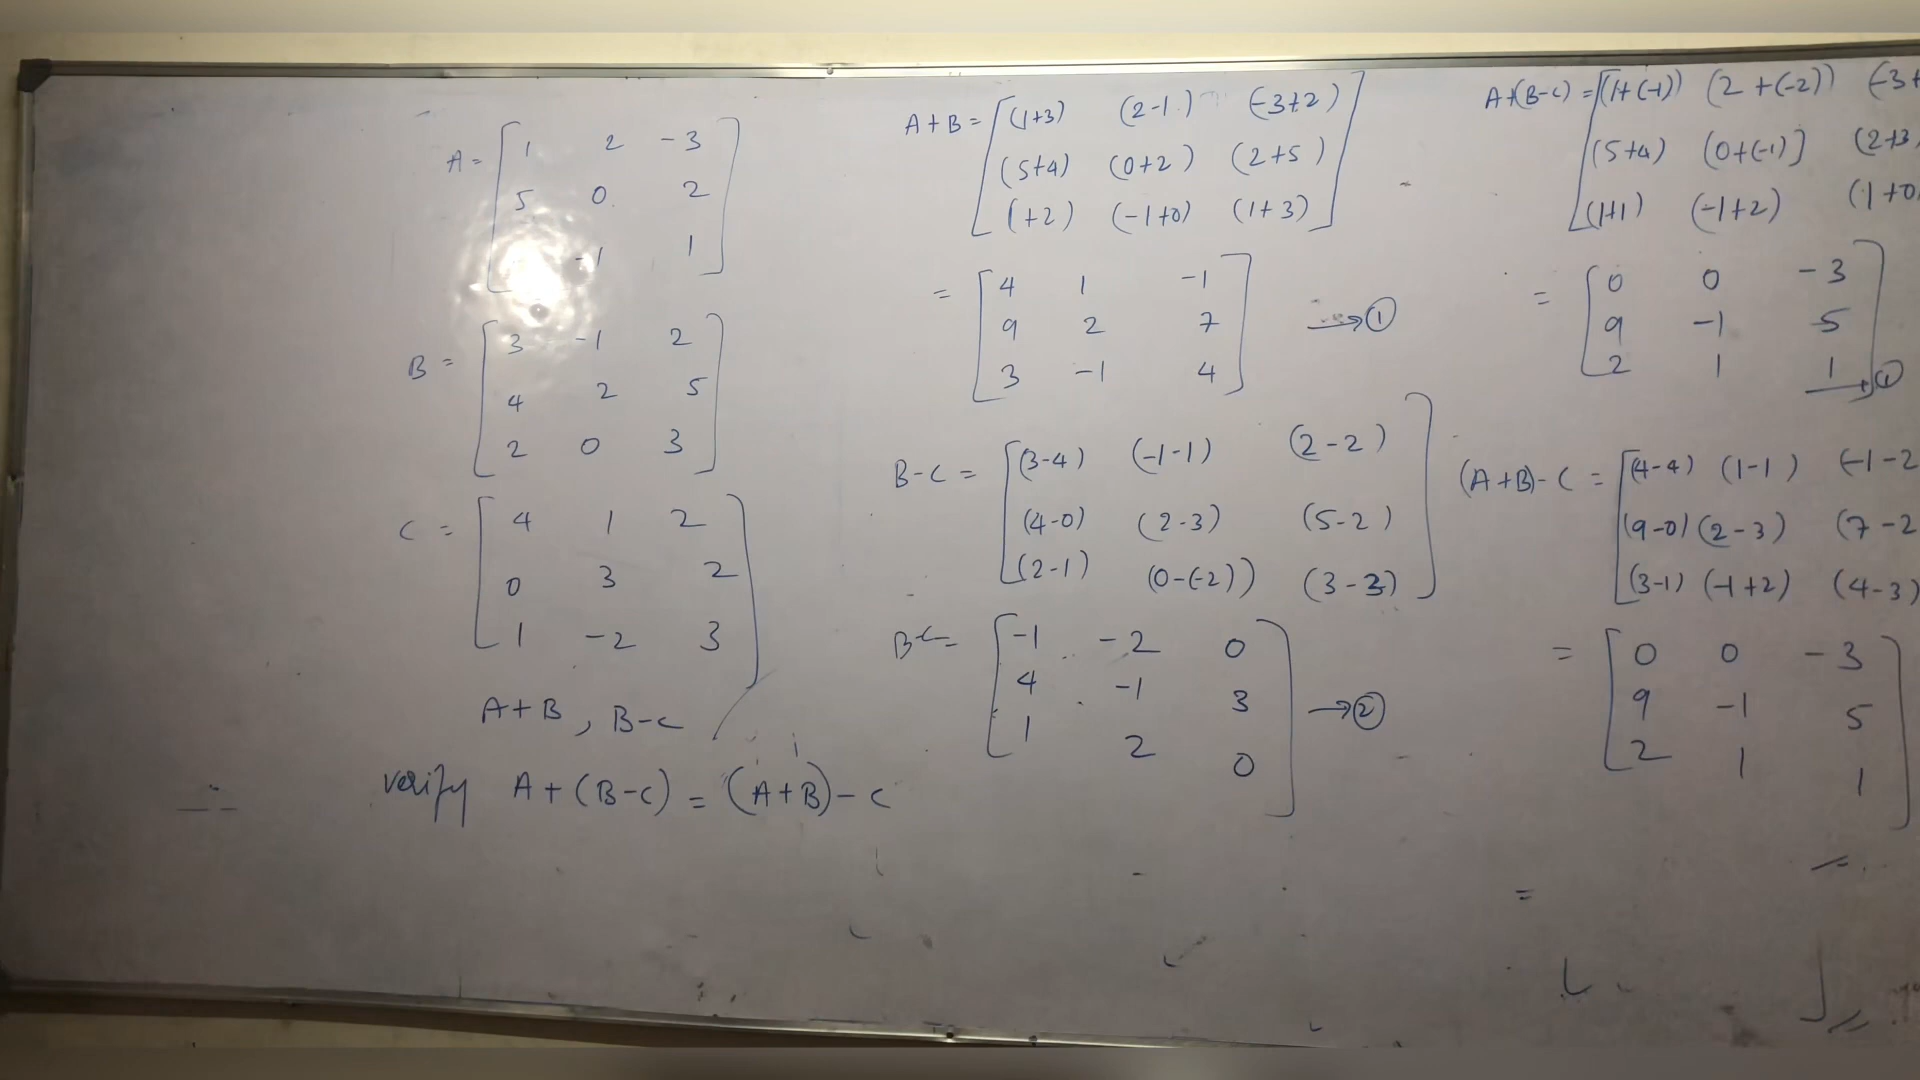 A = [ 1 2 -3
5 0 2
-1 1 ]
B = [ 3 -1 2
4 2 5
2 0 3 ]
C = [ 4 1 2
0 3 2
1 -2 3 ]
A+B , B-C
verify A+(B-C) = (A+B)-C
A+B = [ (1+3) (2-1) (-3+2) ]
(5+4) (0+2) (2+5)
(1+2) (-1+0) (1+3) ]
= [ 4 1 -1
9 2 7 → ①
3 -1 4 ]
B-C = [ (3-4) (-1-1) (2-2)
(4-0) (2-3) (5-2)
(2-1) (0-(-2)) (3-3) ]
B-C = [ -1 -2 0
4 -1 3 → ②
1 2 0 ]
A+(B-C) = [ (1+(-1)) (2+(-2)) (-3+
(5+4) (0+(-1)] (2+3
(1+1) (-1+2) (1+0
= [ 0 0 -3
9 -1 5
2 1 1 ]
(A+B)-C = [ (4-4) (1-1) (-1-2
(9-0) (2-3) (7-2
(3-1) (-1+2) (4-3)
= [ 0 0 -3
9 -1 5
2 1 1 ]